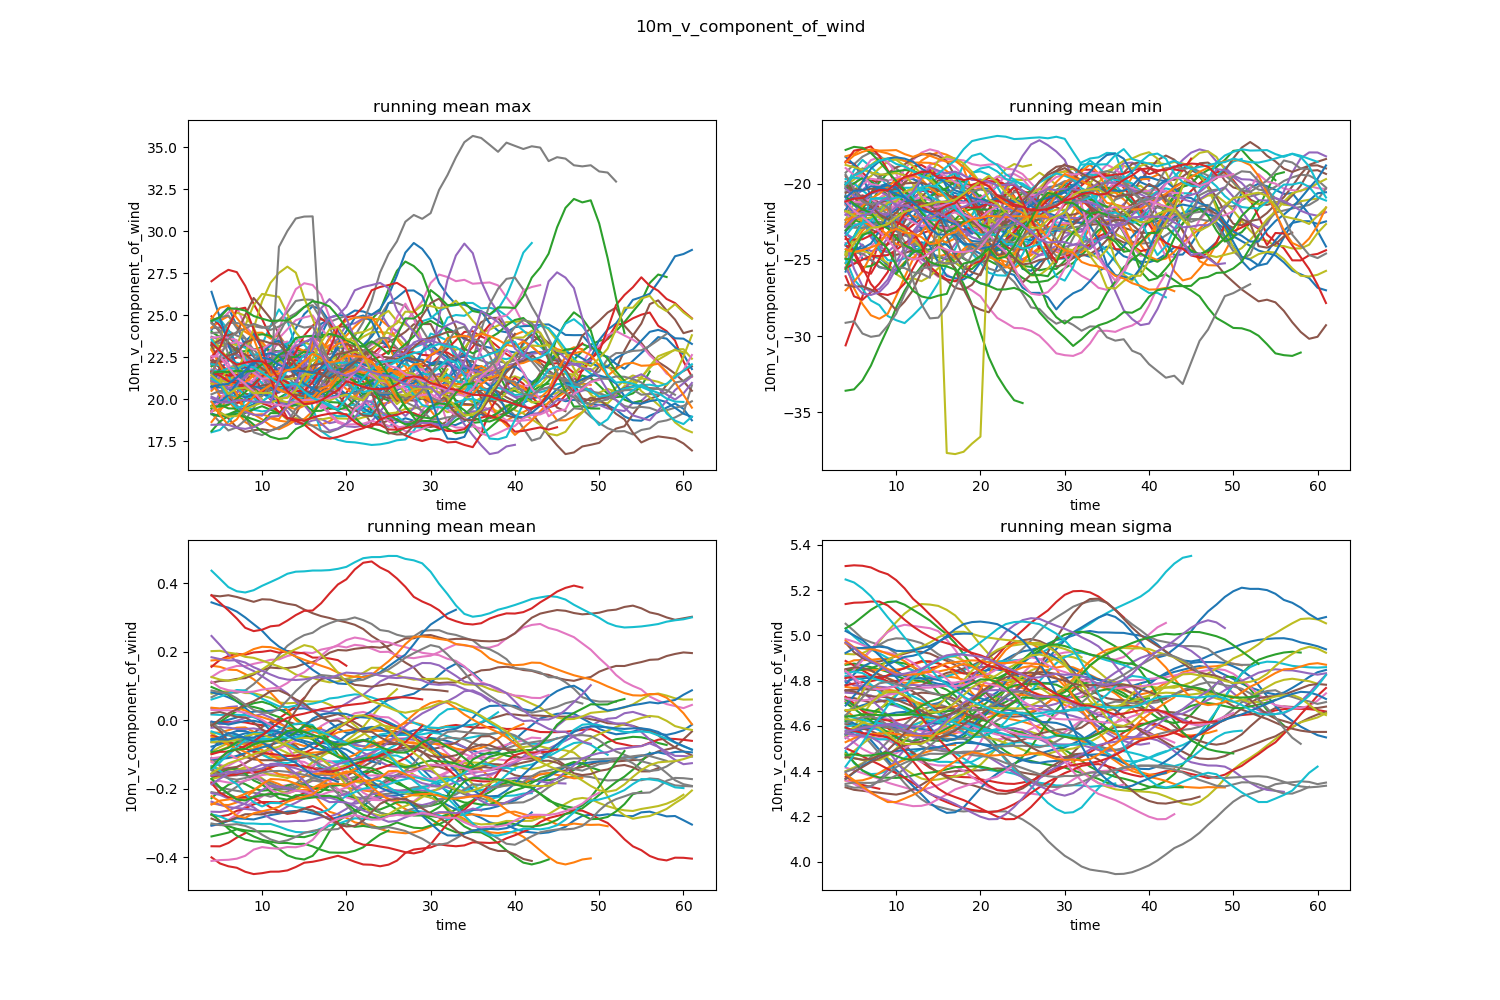 10m_v_component_of_wind
running mean max
10m_v_component_of_wind
35.0
32.5
30.0
27.5
25.0
22.5
20.0
17.5
10 20 30 40 50 60
time
running mean min
10m_v_component_of_wind
−20
−25
−30
−35
10 20 30 40 50 60
time
running mean mean
10m_v_component_of_wind
0.4
0.2
0.0
−0.2
−0.4
10 20 30 40 50 60
time
running mean sigma
10m_v_component_of_wind
5.4
5.2
5.0
4.8
4.6
4.4
4.2
4.0
10 20 30 40 50 60
time